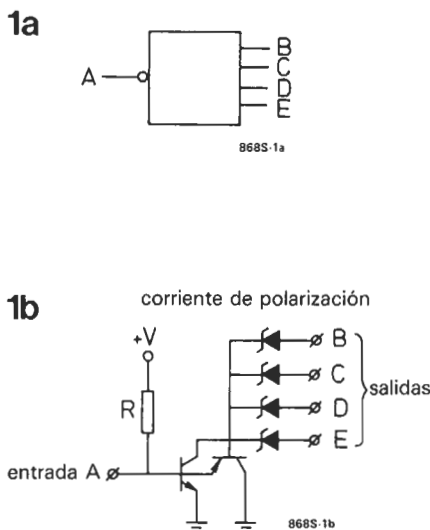 1a
A
B
C
D
E
868S-1a
1b
corriente de polarización
+V
R
entrada A
B
C
D
E
salidas
868S-1b